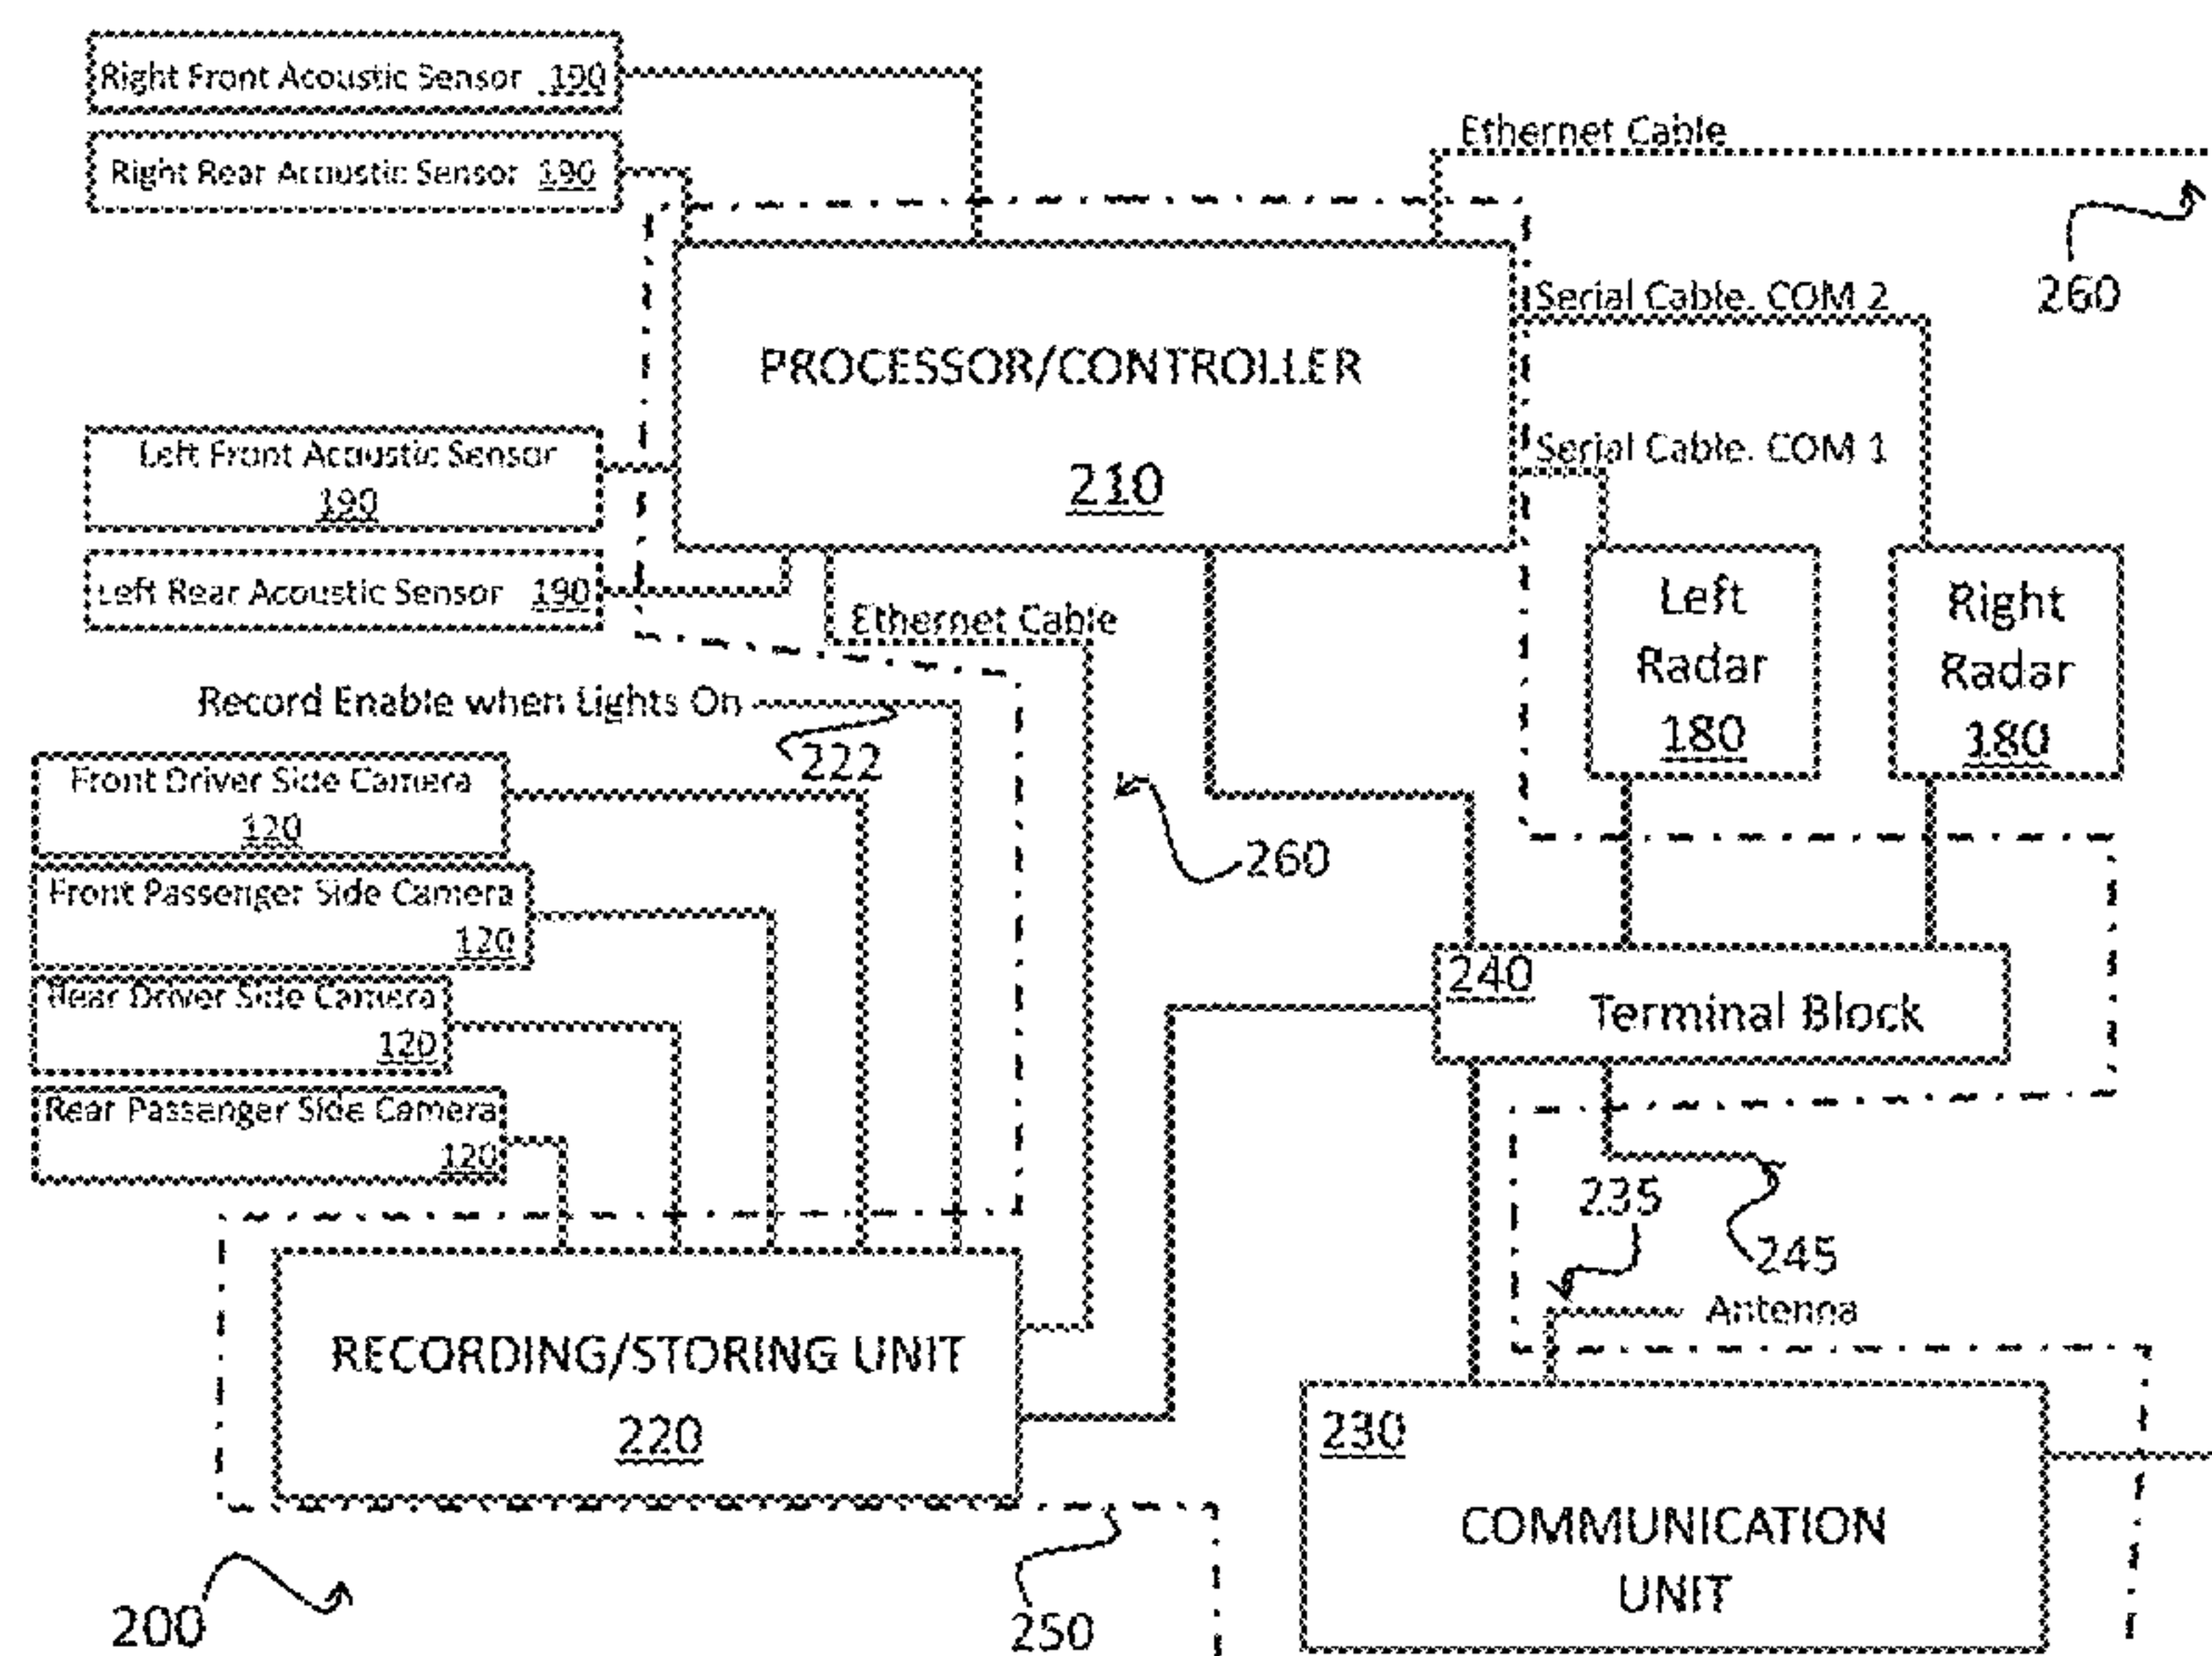 Right Front Acoustic Sensor 190
Right Rear Acoustic Sensor 190
Ethernet Cable
260
Serial Cable. COM 2
PROCESSOR/CONTROLLER
210
Serial Cable. COM 1
Left Front Acoustic Sensor
190
Left Rear Acoustic Sensor 190
Ethernet Cable
Left
Radar
180
Right
Radar
180
Record Enable when Lights On
222
Front Driver Side Camera
120
260
Front Passenger Side Camera
120
240
Terminal Block
Rear Driver Side Camera
120
Rear Passenger Side Camera
120
235
245
Antenna
RECORDING/STORING UNIT
220
230
COMMUNICATION
UNIT
200
250